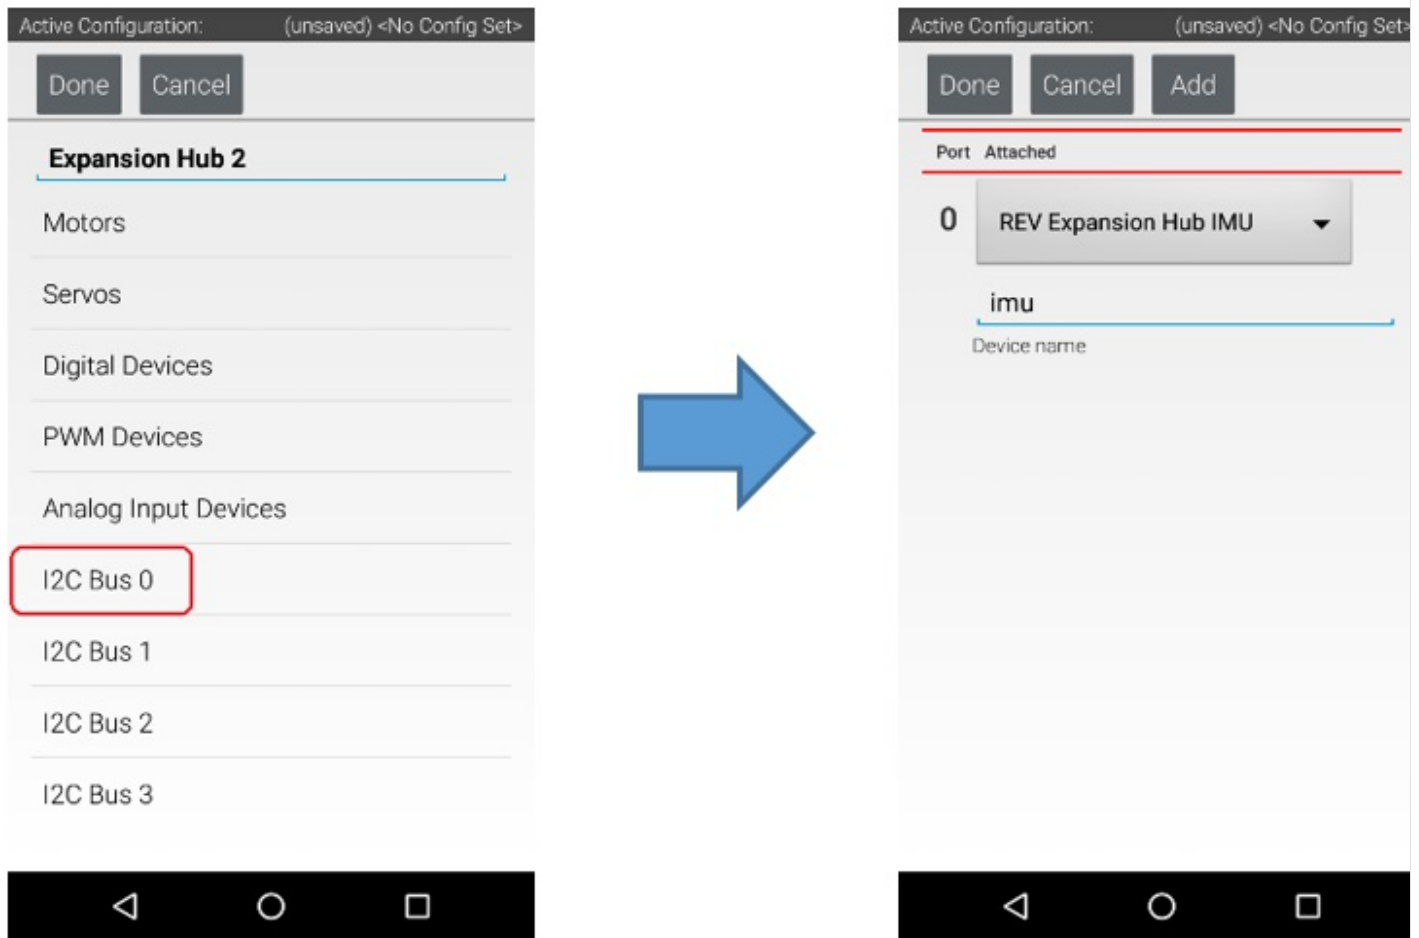 Active Configuration: (unsaved) <No Config Set>
Done Cancel
Expansion Hub 2
Motors
Servos
Digital Devices
PWM Devices
Analog Input Devices
I2C Bus 0
I2C Bus 1
I2C Bus 2
I2C Bus 3
Active Configuration: (unsaved) <No Config Set>
Done Cancel Add
Port Attached
0 REV Expansion Hub IMU
imu
Device name